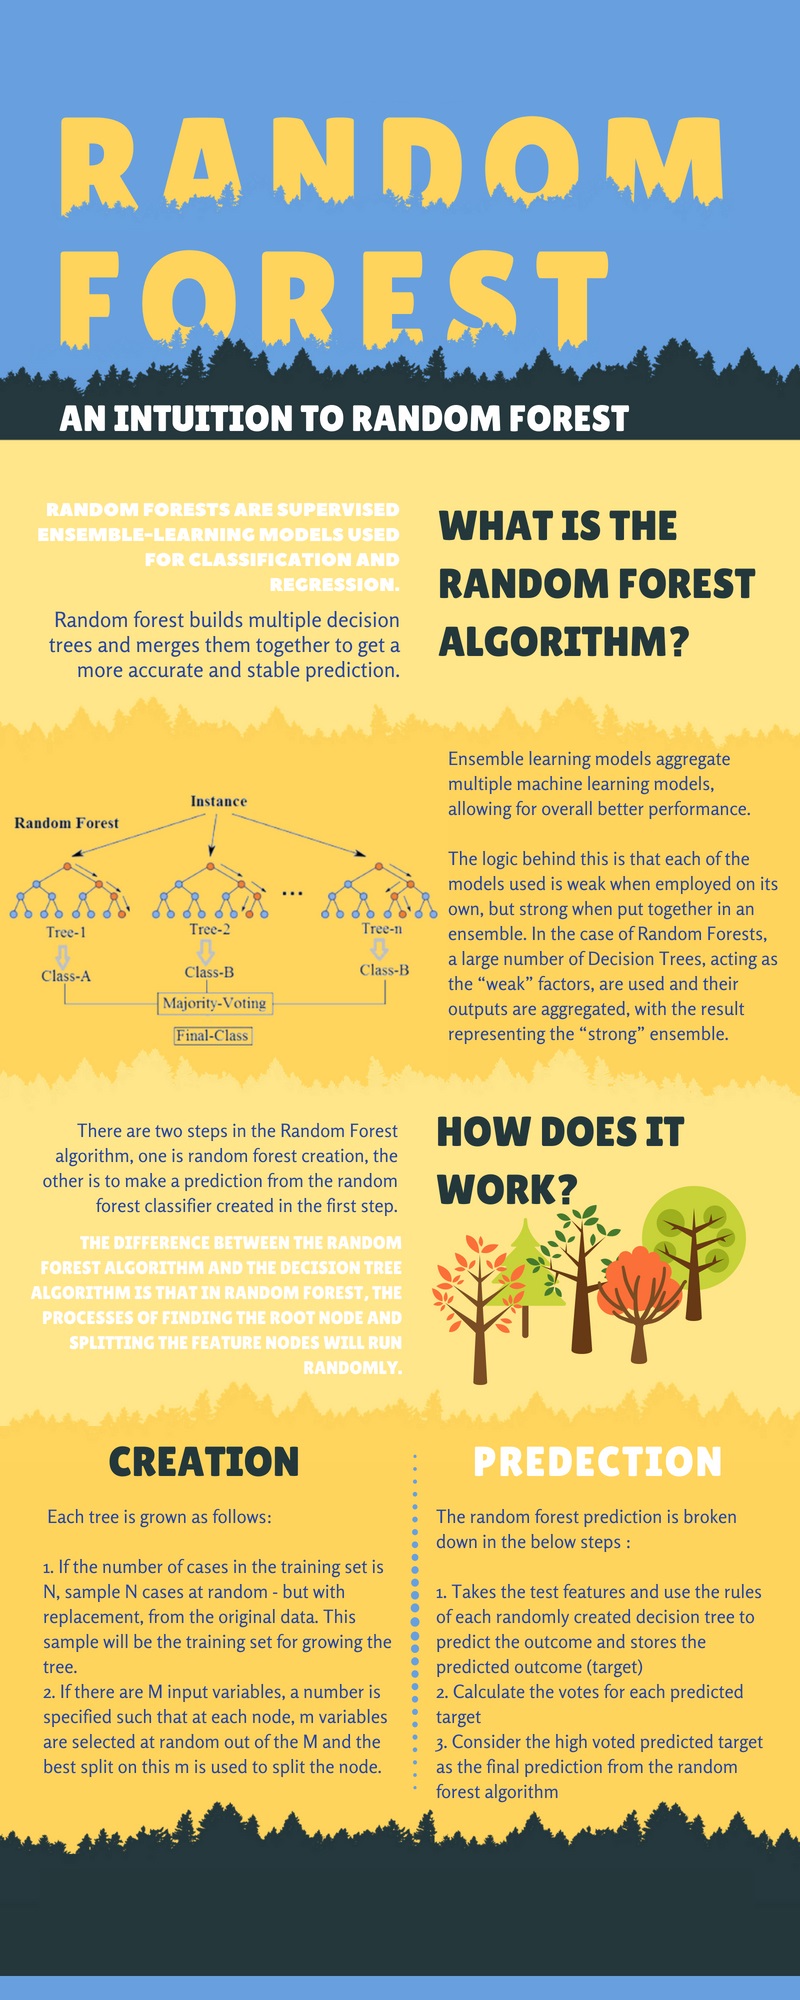 RANDOM
FOREST
AN INTUITION TO RANDOM FOREST
RANDOM FORESTS ARE SUPERVISED
ENSEMBLE-LEARNING MODELS USED
FOR CLASSIFICATION AND
REGRESSION.
Random forest builds multiple decision
trees and merges them together to get a
more accurate and stable prediction.
WHAT IS THE
RANDOM FOREST
ALGORITHM?
Instance
Random Forest
...
Tree-1
Tree-2
Tree-n
Class-A
Class-B
Class-B
Majority-Voting
Final-Class
Ensemble learning models aggregate
multiple machine learning models,
allowing for overall better performance.
The logic behind this is that each of the
models used is weak when employed on its
own, but strong when put together in an
ensemble. In the case of Random Forests,
a large number of Decision Trees, acting as
the “weak” factors, are used and their
outputs are aggregated, with the result
representing the “strong” ensemble.
There are two steps in the Random Forest
algorithm, one is random forest creation, the
other is to make a prediction from the random
forest classifier created in the first step.
THE DIFFERENCE BETWEEN THE RANDOM
FOREST ALGORITHM AND THE DECISION TREE
ALGORITHM IS THAT IN RANDOM FOREST, THE
PROCESSES OF FINDING THE ROOT NODE AND
SPLITTING THE FEATURE NODES WILL RUN
RANDOMLY.
HOW DOES IT
WORK?
CREATION
Each tree is grown as follows:
1. If the number of cases in the training set is
N, sample N cases at random - but with
replacement, from the original data. This
sample will be the training set for growing the
tree.
2. If there are M input variables, a number is
specified such that at each node, m variables
are selected at random out of the M and the
best split on this m is used to split the node.
PREDECTION
The random forest prediction is broken
down in the below steps :
1. Takes the test features and use the rules
of each randomly created decision tree to
predict the outcome and stores the
predicted outcome (target)
2. Calculate the votes for each predicted
target
3. Consider the high voted predicted target
as the final prediction from the random
forest algorithm